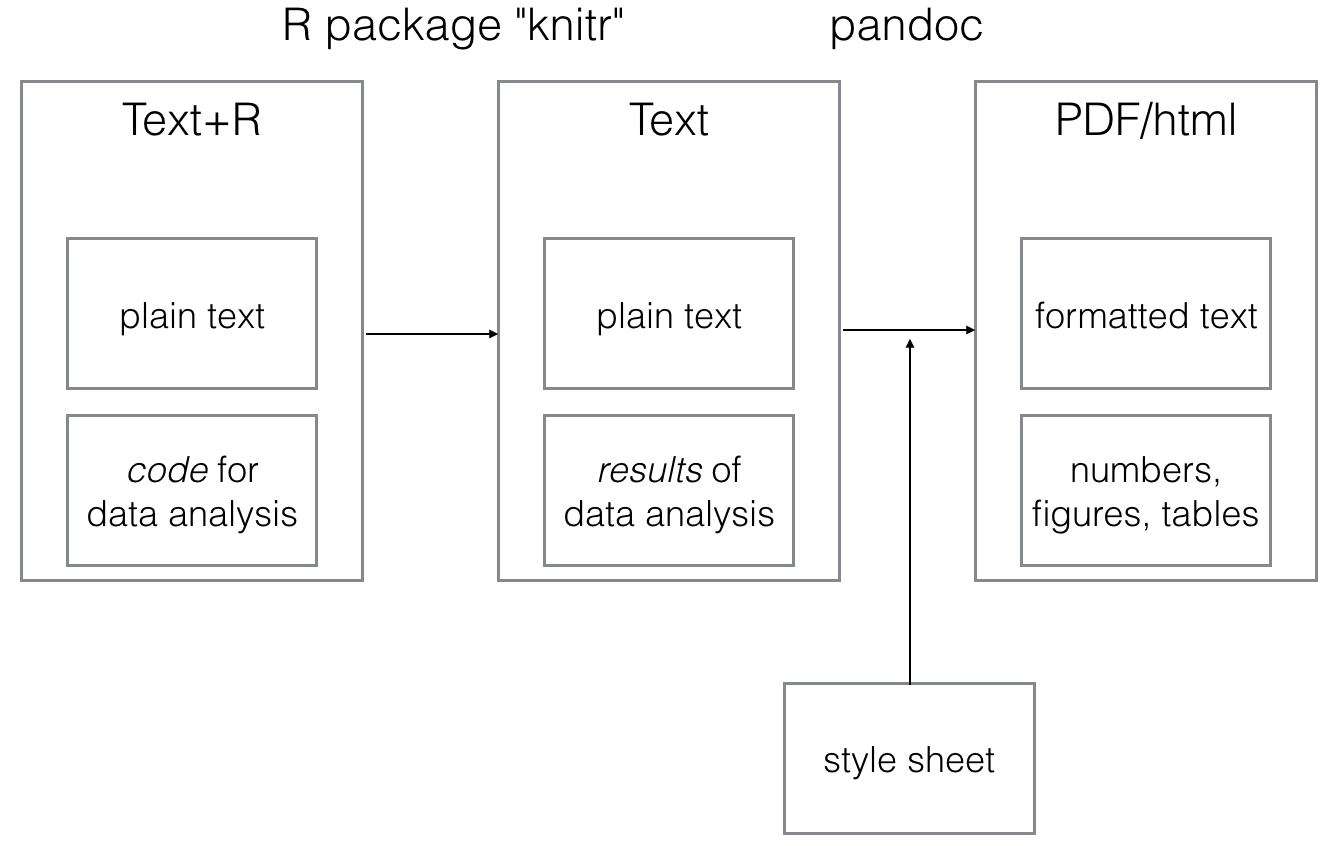 R package "knitr"
pandoc
Text+R
plain text
code for
data analysis
Text
plain text
results of
data analysis
PDF/html
formatted text
numbers,
figures, tables
style sheet